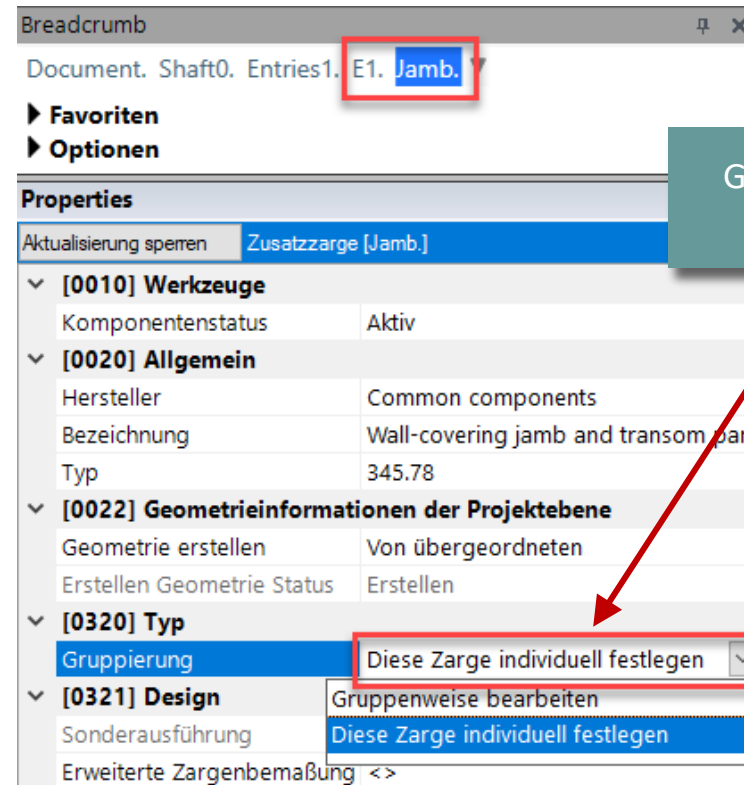 Breadcrumb
Document. Shaft0. Entries1. E1. Jamb.
Favoriten
Optionen
G
Properties
Aktualisierung sperren Zusatzzarge [Jamb.]
[0010] Werkzeuge
Komponentenstatus Aktiv
[0020] Allgemein
Hersteller Common components
Bezeichnung Wall-covering jamb and transom par
Typ 345.78
[0022] Geometrieinformationen der Projektebene
Geometrie erstellen Von übergeordneten
Erstellen Geometrie Status Erstellen
[0320] Typ
Gruppierung Diese Zarge individuell festlegen
[0321] Design Gruppenweise bearbeiten
Sonderausführung Diese Zarge individuell festlegen
Erweiterte Zargenbemaßung <>